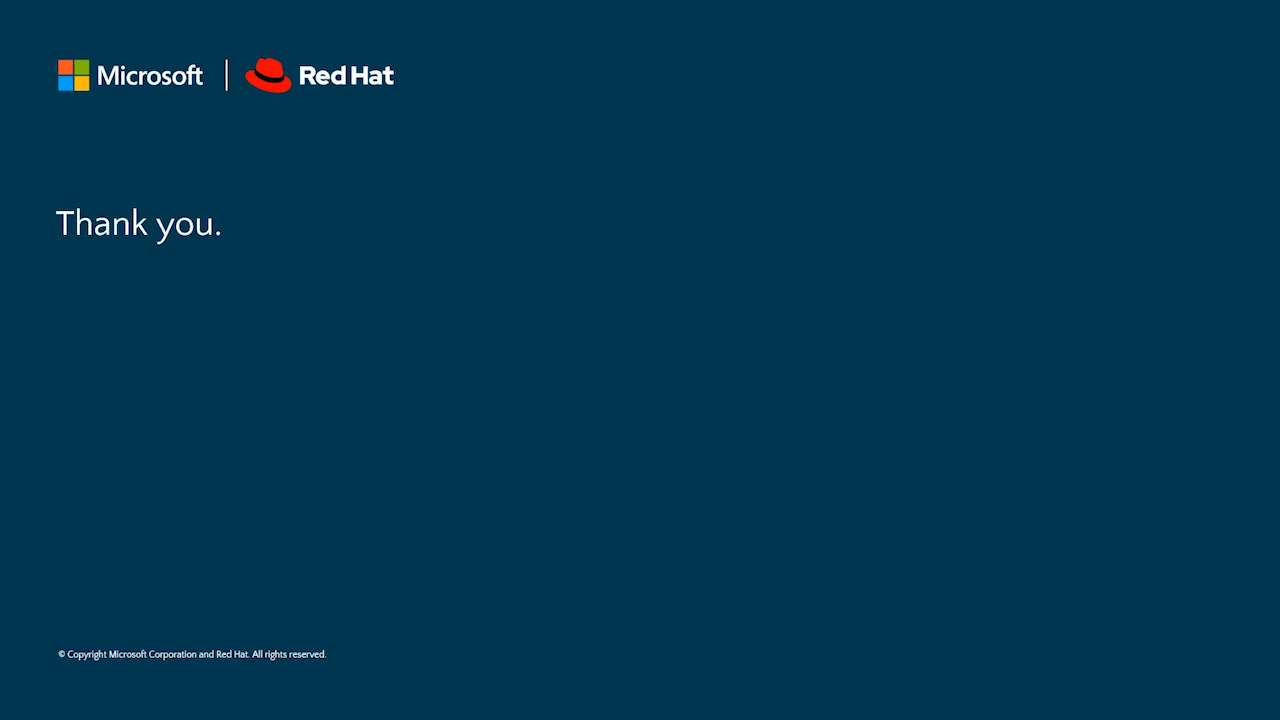 Microsoft | Red Hat
Thank you.
© Copyright Microsoft Corporation and Red Hat. All rights reserved.